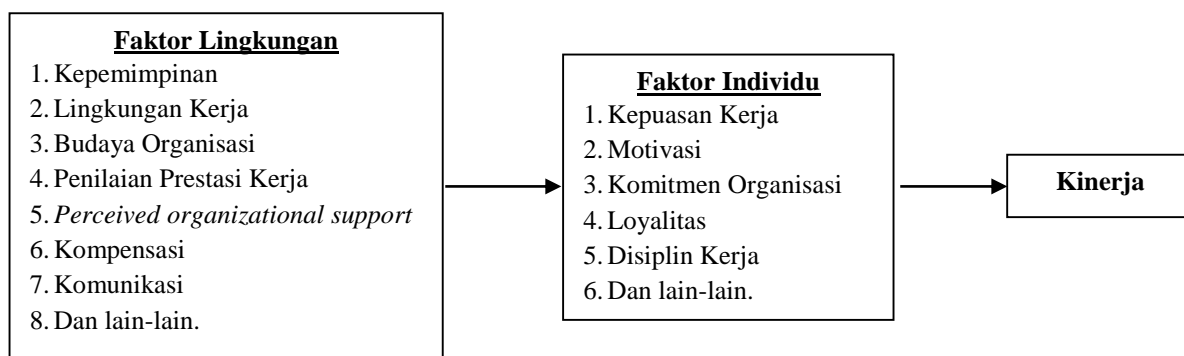 Faktor Lingkungan
1. Kepemimpinan
2. Lingkungan Kerja
3. Budaya Organisasi
4. Penilaian Prestasi Kerja
5. Perceived organizational support
6. Kompensasi
7. Komunikasi
8. Dan lain-lain.
Faktor Individu
1. Kepuasan Kerja
2. Motivasi
3. Komitmen Organisasi
4. Loyalitas
5. Disiplin Kerja
6. Dan lain-lain.
Kinerja